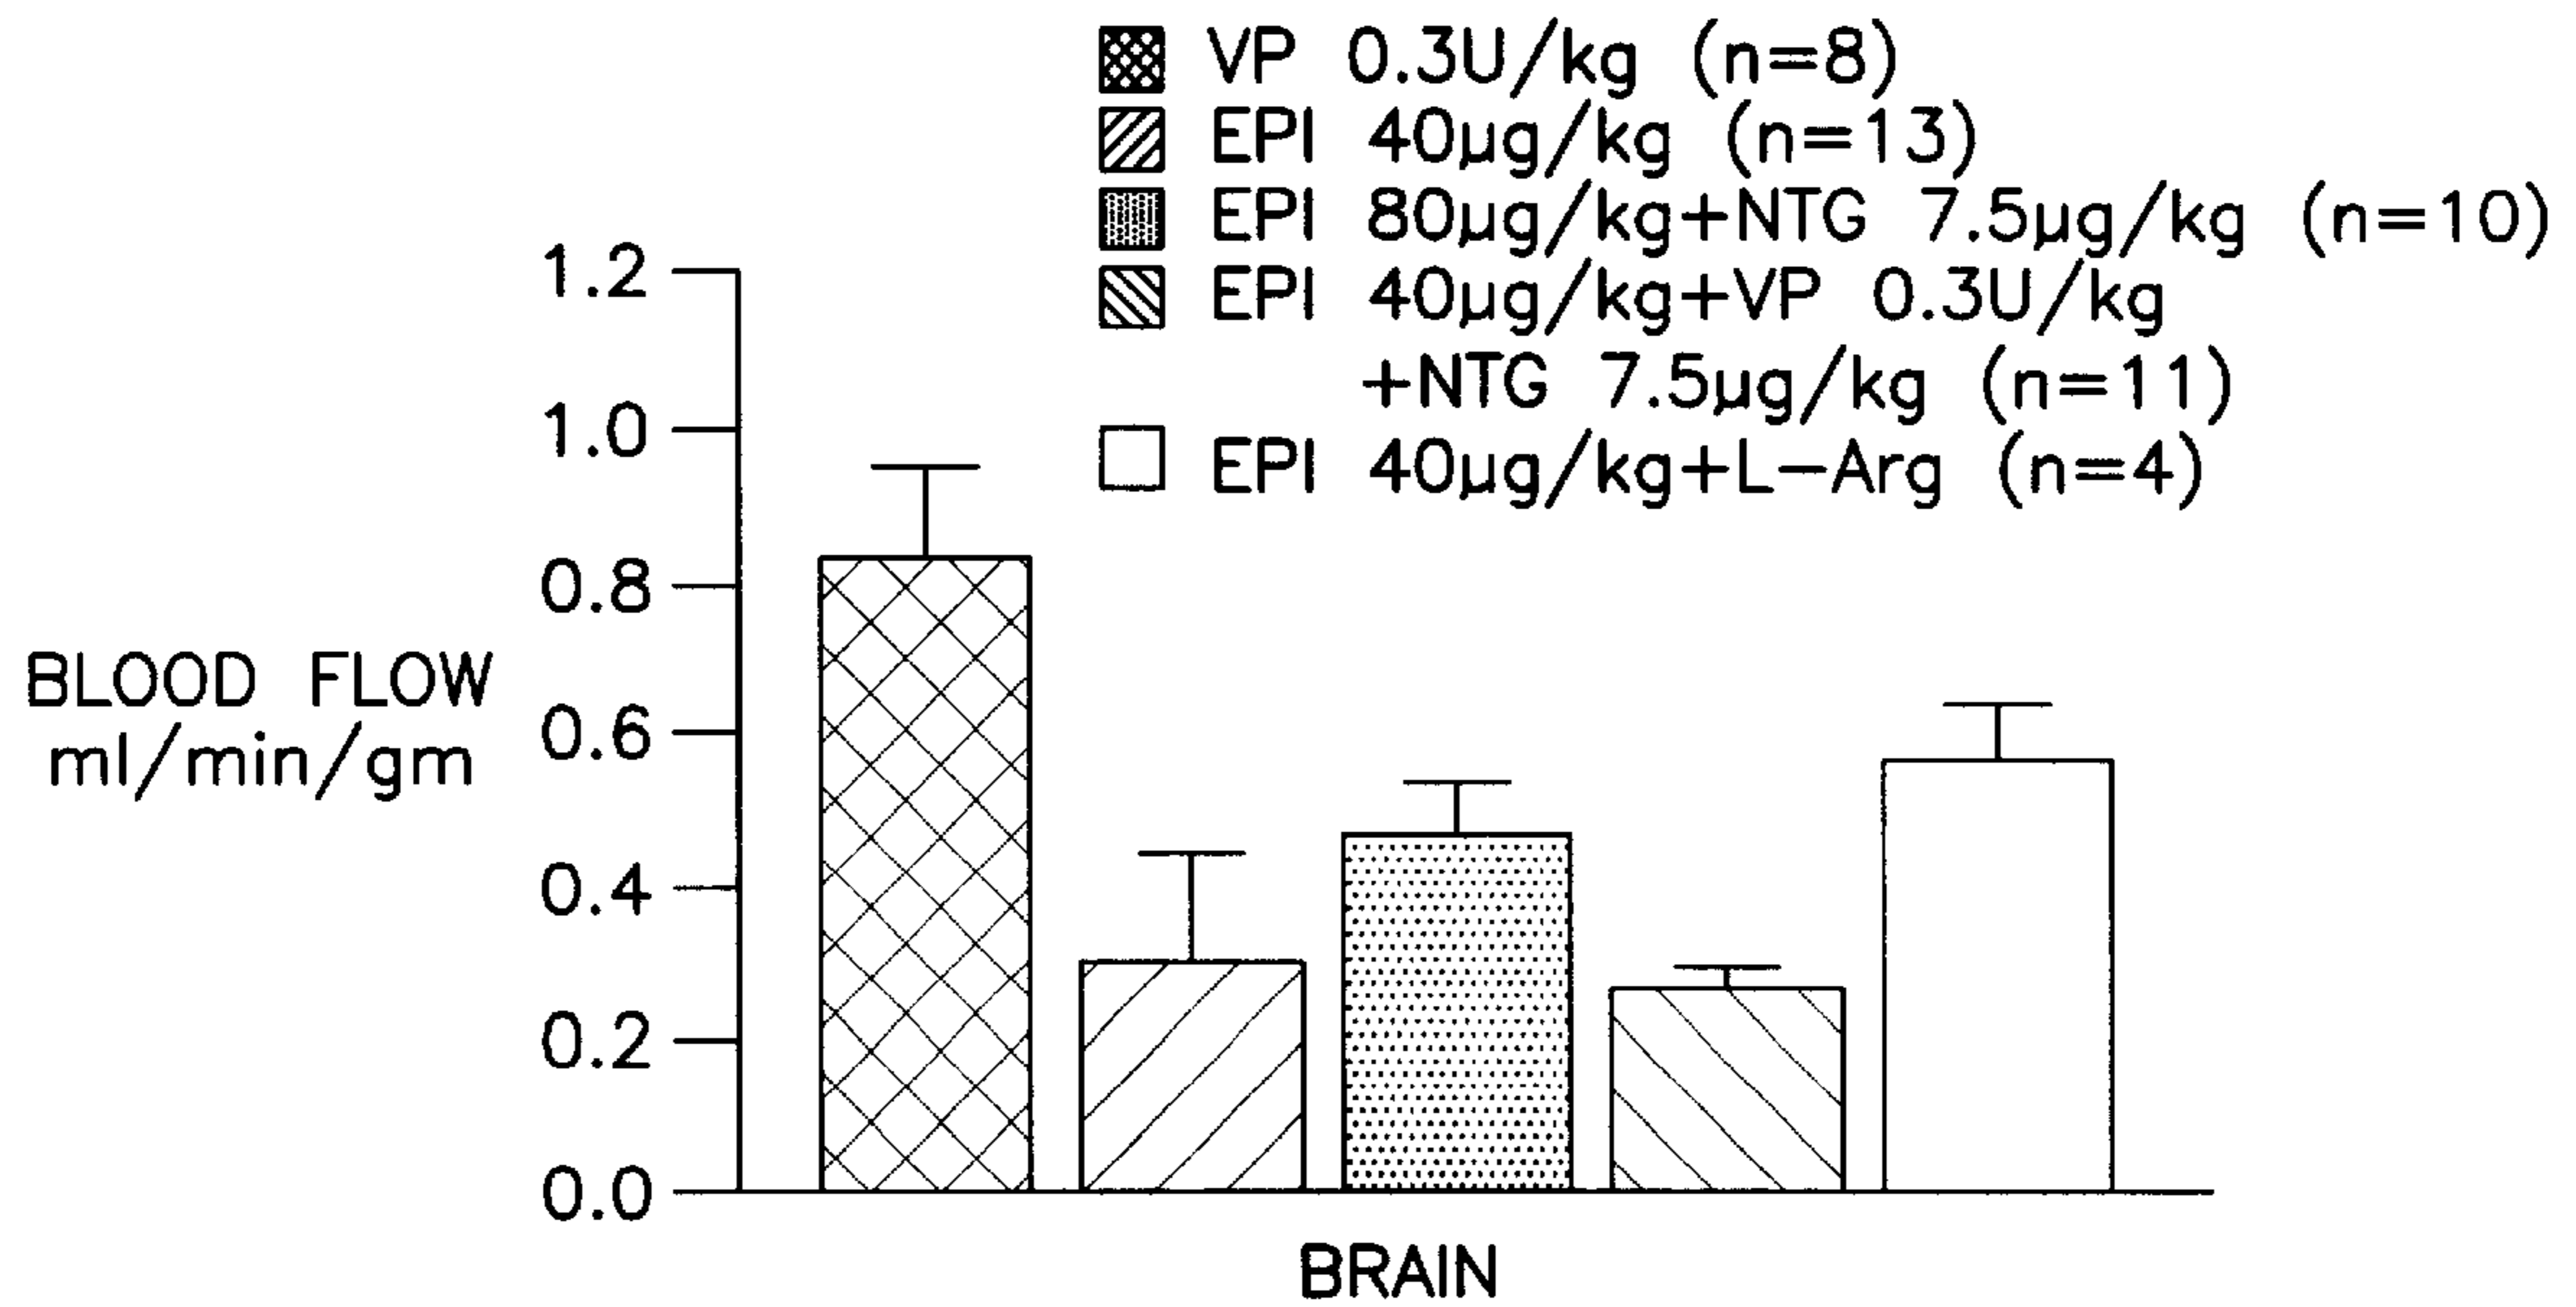 VP 0.3U/kg (n=8)
EPI 40µg/kg (n=13)
EPI 80µg/kg+NTG 7.5µg/kg (n=10)
EPI 40µg/kg+VP 0.3U/kg
+NTG 7.5µg/kg (n=11)
EPI 40µg/kg+L-Arg (n=4)
1.2
1.0
0.8
0.6
0.4
0.2
0.0
BLOOD FLOW
ml/min/gm
BRAIN